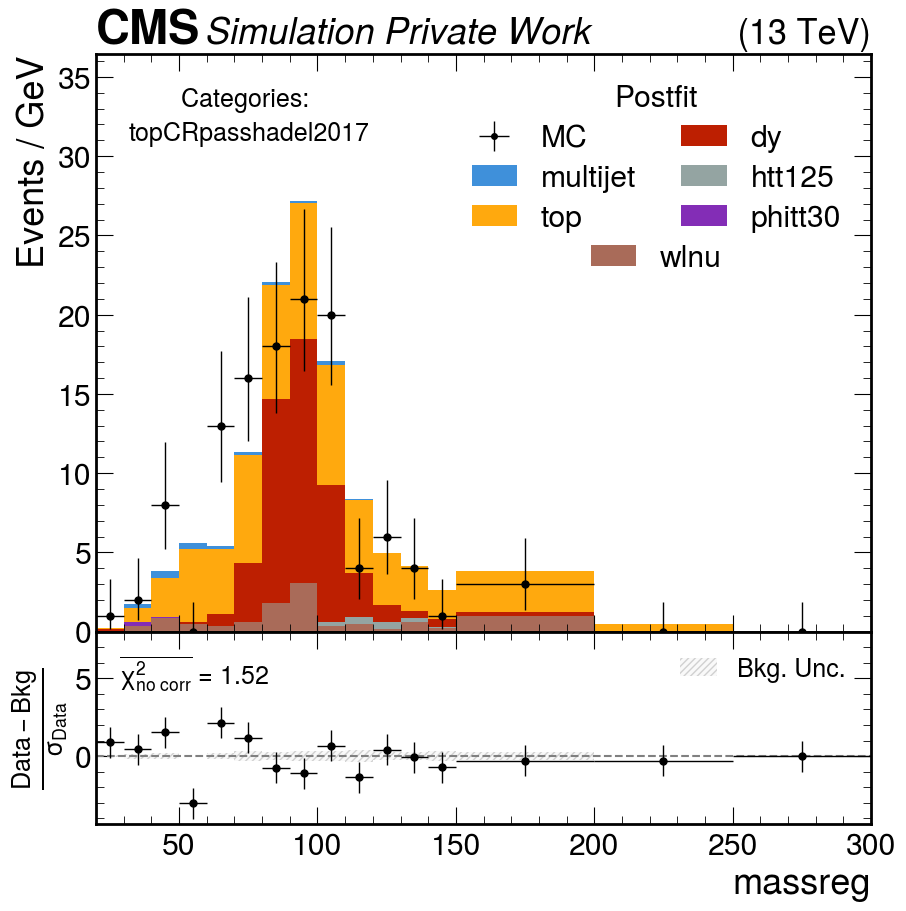 CMS Simulation Private Work (13 TeV)
Categories:
topCRpasshadel2017
Postfit
MC
multijet
top
dy
htt125
phitt30
wlnu
Events / GeV
35
30
25
20
15
10
5
0
χ²no corr = 1.52
Bkg. Unc.
Data – Bkg
σData
5
0
50 100 150 200 250 300
massreg